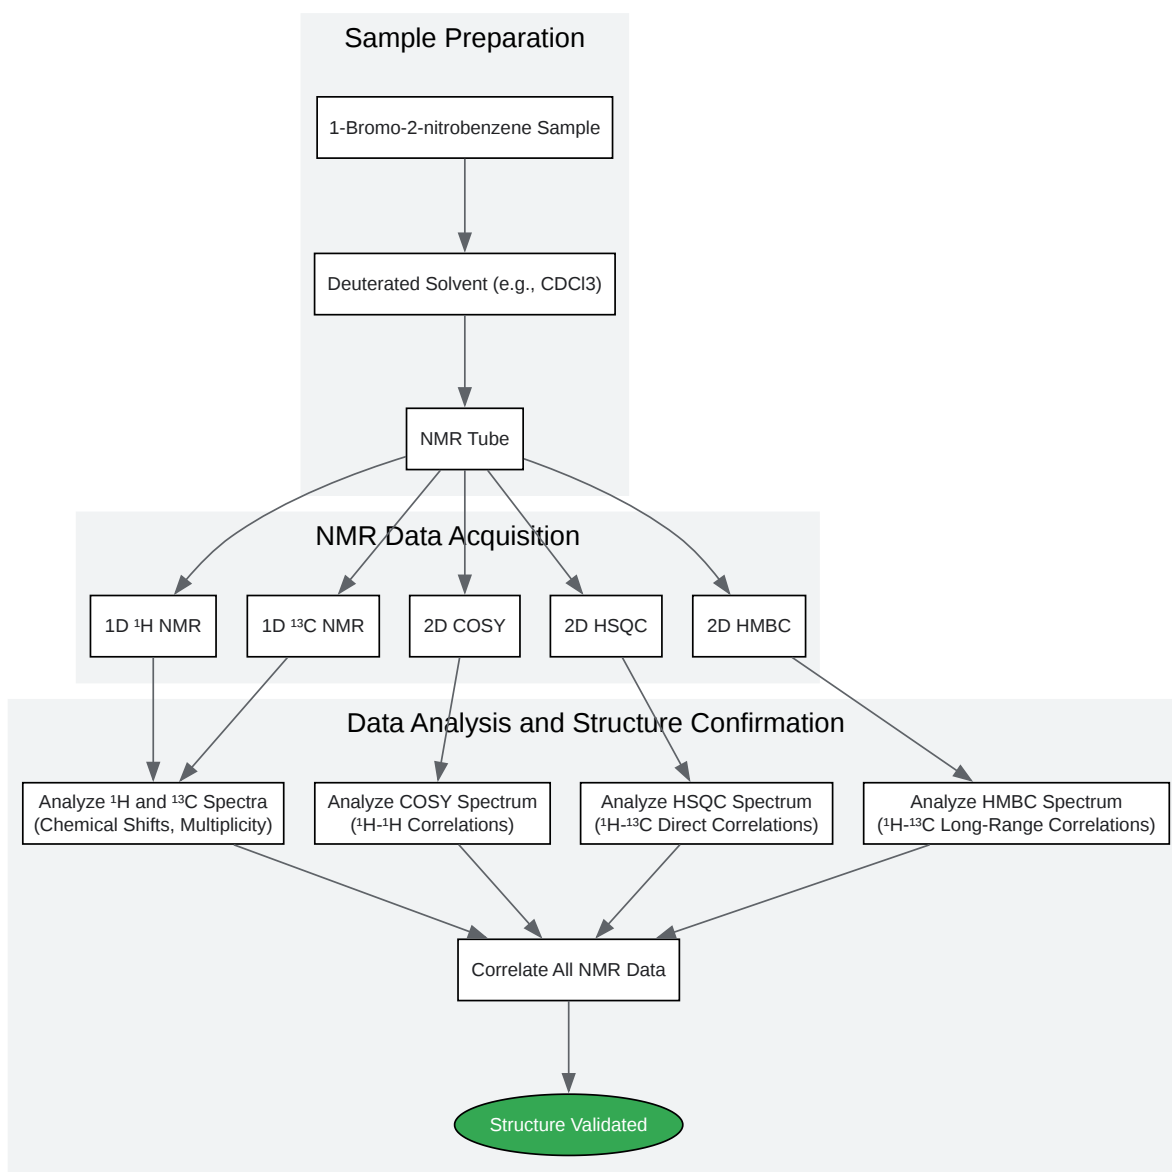 Sample Preparation
1-Bromo-2-nitrobenzene Sample
Deuterated Solvent (e.g., CDCl3)
NMR Tube
NMR Data Acquisition
1D ¹H NMR
1D ¹³C NMR
2D COSY
2D HSQC
2D HMBC
Data Analysis and Structure Confirmation
Analyze ¹H and ¹³C Spectra
(Chemical Shifts, Multiplicity)
Analyze COSY Spectrum
(¹H-¹H Correlations)
Analyze HSQC Spectrum
(¹H-¹³C Direct Correlations)
Analyze HMBC Spectrum
(¹H-¹³C Long-Range Correlations)
Correlate All NMR Data
Structure Validated